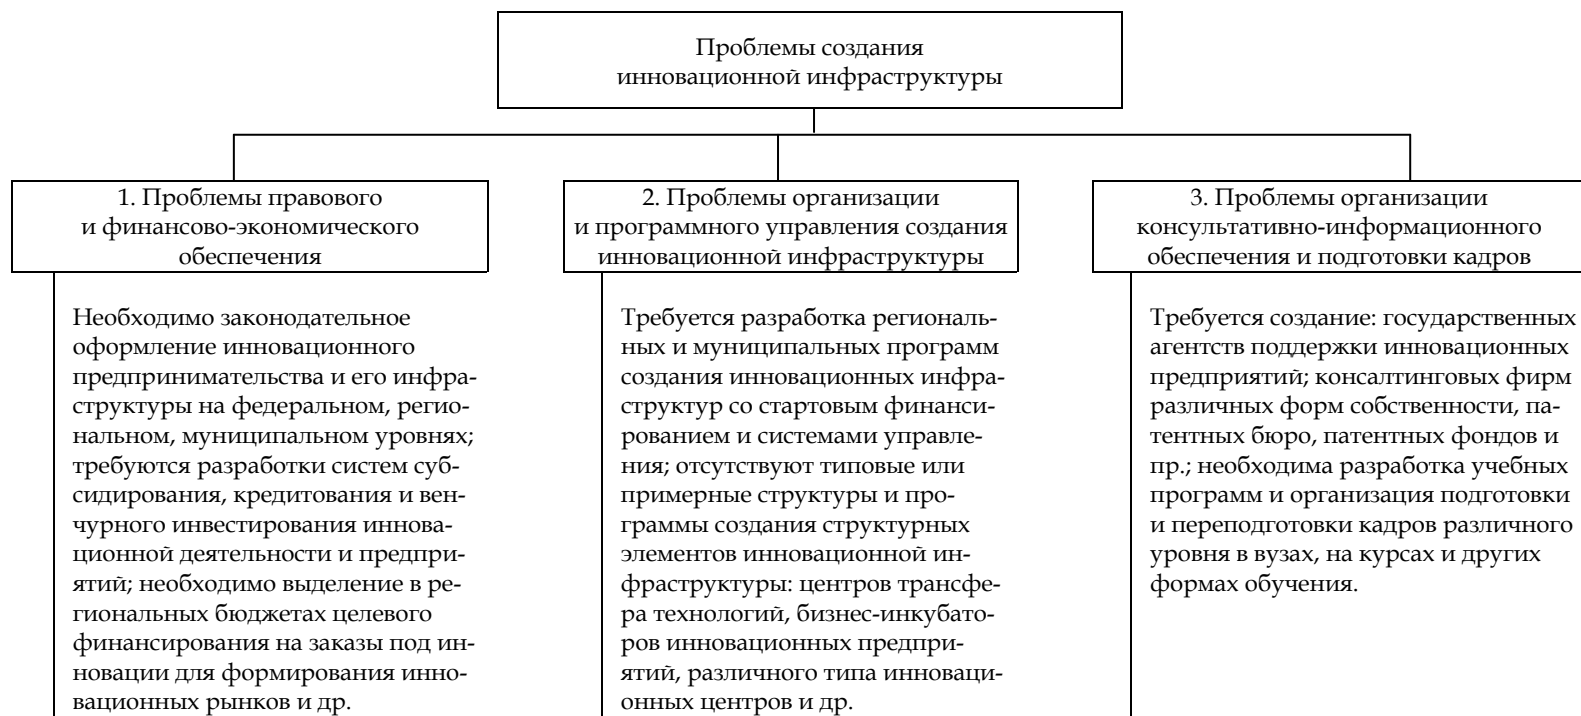 Проблемы создания
инновационной инфраструктуры
1. Проблемы правового
и финансово-экономического
обеспечения
Необходимо законодательное
оформление инновационного
предпринимательства и его инфра-
структуры на федеральном, регио-
нальном, муниципальном уровнях;
требуются разработки систем суб-
сидирования, кредитования и вен-
чурного инвестирования иннова-
ционной деятельности и предпри-
ятий; необходимо выделение в ре-
гиональных бюджетах целевого
финансирования на заказы под ин-
новации для формирования инно-
вационных рынков и др.
2. Проблемы организации
и программного управления создания
инновационной инфраструктуры
Требуется разработка региональ-
ных и муниципальных программ
создания инновационных инфра-
структур со стартовым финанси-
рованием и системами управле-
ния; отсутствуют типовые или
примерные структуры и про-
граммы создания структурных
элементов инновационной ин-
фраструктуры: центров трансфе-
ра технологий, бизнес-инкубато-
ров инновационных предпри-
ятий, различного типа инноваци-
онных центров и др.
3. Проблемы организации
консультативно-информационного
обеспечения и подготовки кадров
Требуется создание: государственных
агентств поддержки инновационных
предприятий; консалтинговых фирм
различных форм собственности, па-
тентных бюро, патентных фондов и
пр.; необходима разработка учебных
программ и организация подготовки
и переподготовки кадров различного
уровня в вузах, на курсах и других
формах обучения.